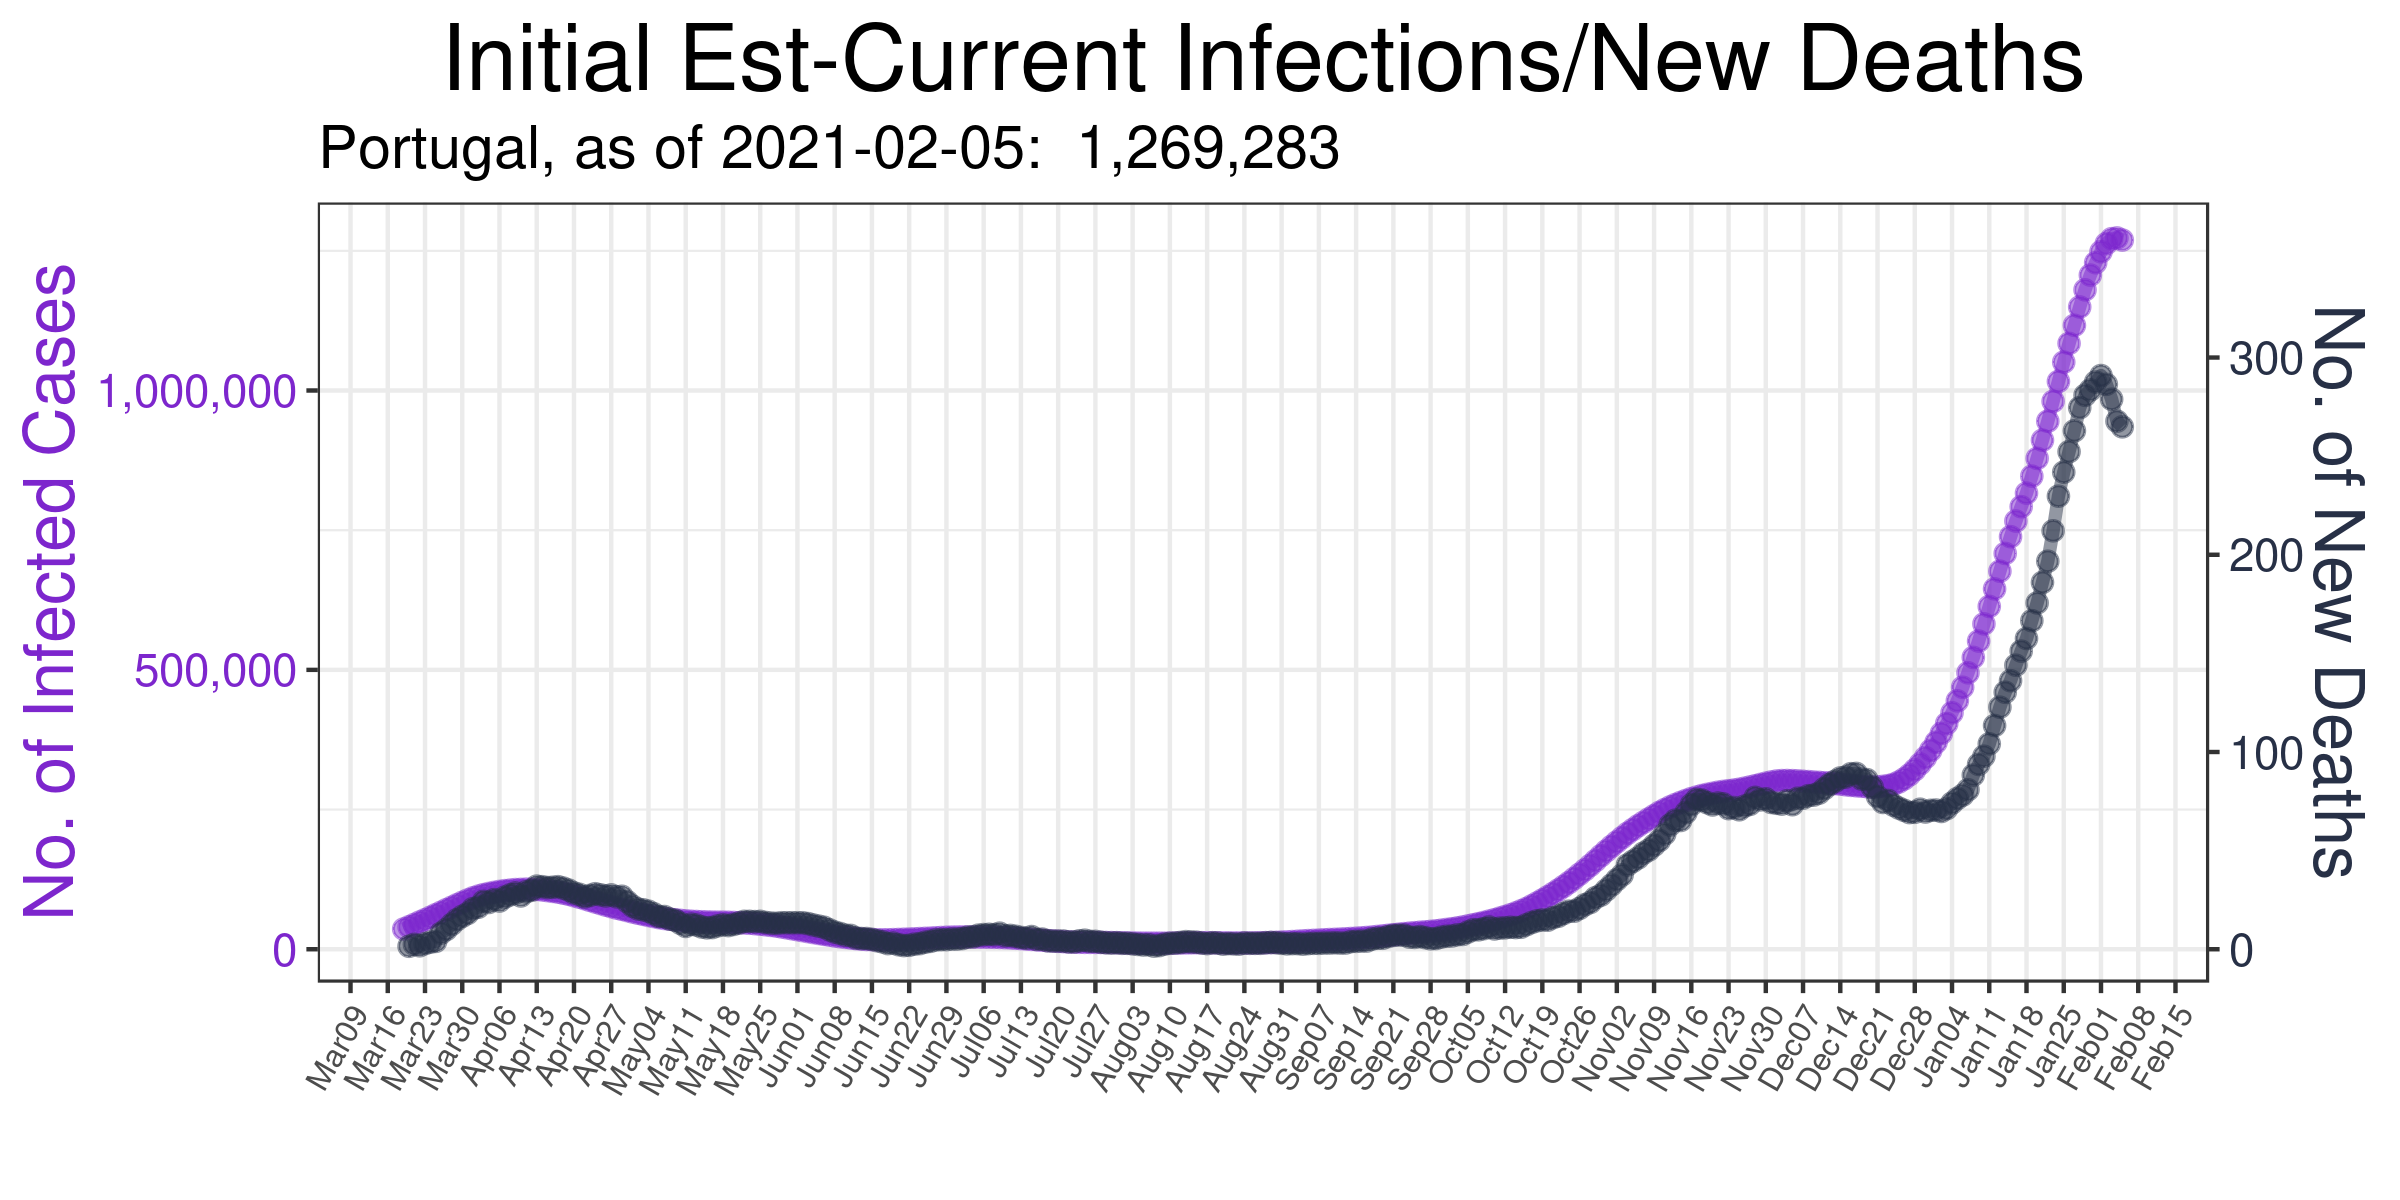 Initial Est-Current Infections/New Deaths
Portugal, as of 2021-02-05:  1,269,283
No. of Infected Cases
1,000,000
500,000
0
300
200
100
0
No. of New Deaths
Mar09
Mar16
Mar23
Mar30
Apr06
Apr13
Apr20
Apr27
May04
May11
May18
May25
Jun01
Jun08
Jun15
Jun22
Jun29
Jul06
Jul13
Jul20
Jul27
Aug03
Aug10
Aug17
Aug24
Aug31
Sep07
Sep14
Sep21
Sep28
Oct05
Oct12
Oct19
Oct26
Nov02
Nov09
Nov16
Nov23
Nov30
Dec07
Dec14
Dec21
Dec28
Jan04
Jan11
Jan18
Jan25
Feb01
Feb08
Feb15